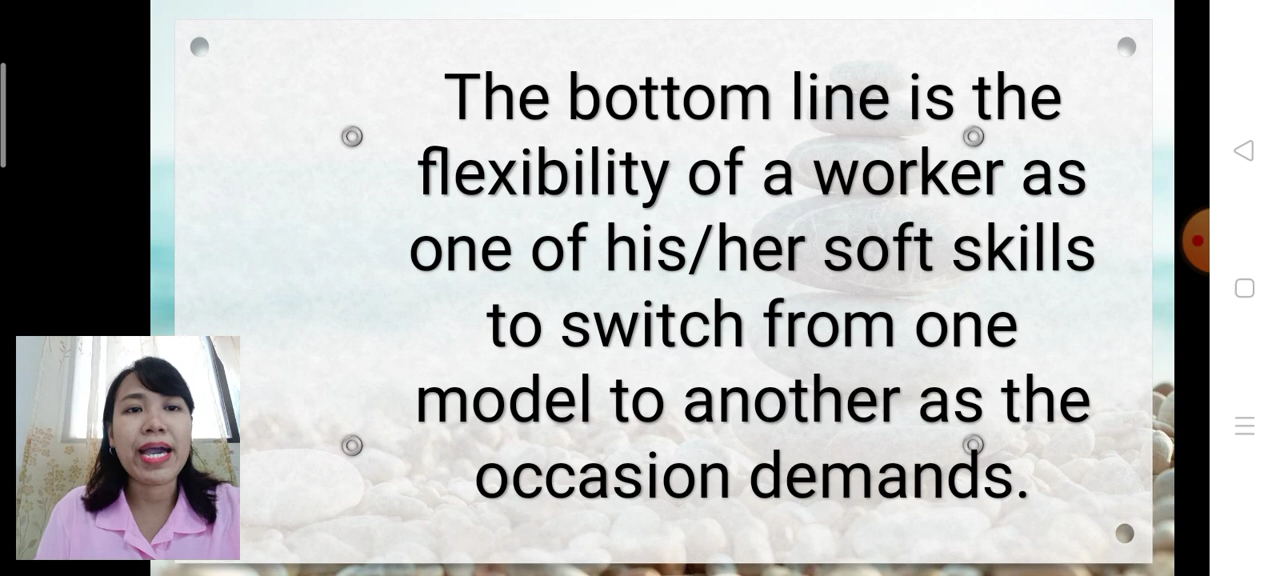 The bottom line is the
flexibility of a worker as
one of his/her soft skills
to switch from one
model to another as the
occasion demands.